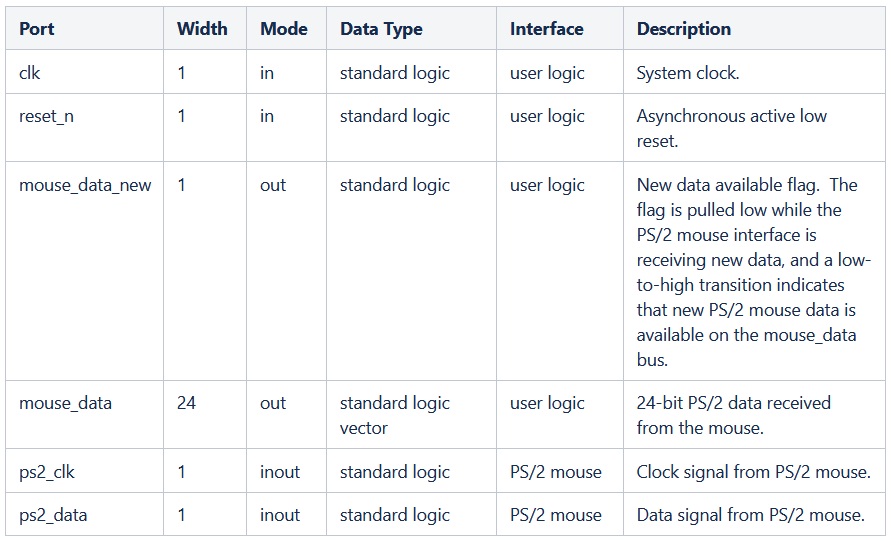 Port Width Mode Data Type Interface Description
clk 1 in standard logic user logic System clock.
reset_n 1 in standard logic user logic Asynchronous active low
reset.
mouse_data_new 1 out standard logic user logic New data available flag.  The
flag is pulled low while the
PS/2 mouse interface is
receiving new data, and a low-
to-high transition indicates
that new PS/2 mouse data is
available on the mouse_data
bus.
mouse_data 24 out standard logic user logic 24-bit PS/2 data received
vector from the mouse.
ps2_clk 1 inout standard logic PS/2 mouse Clock signal from PS/2 mouse.
ps2_data 1 inout standard logic PS/2 mouse Data signal from PS/2 mouse.